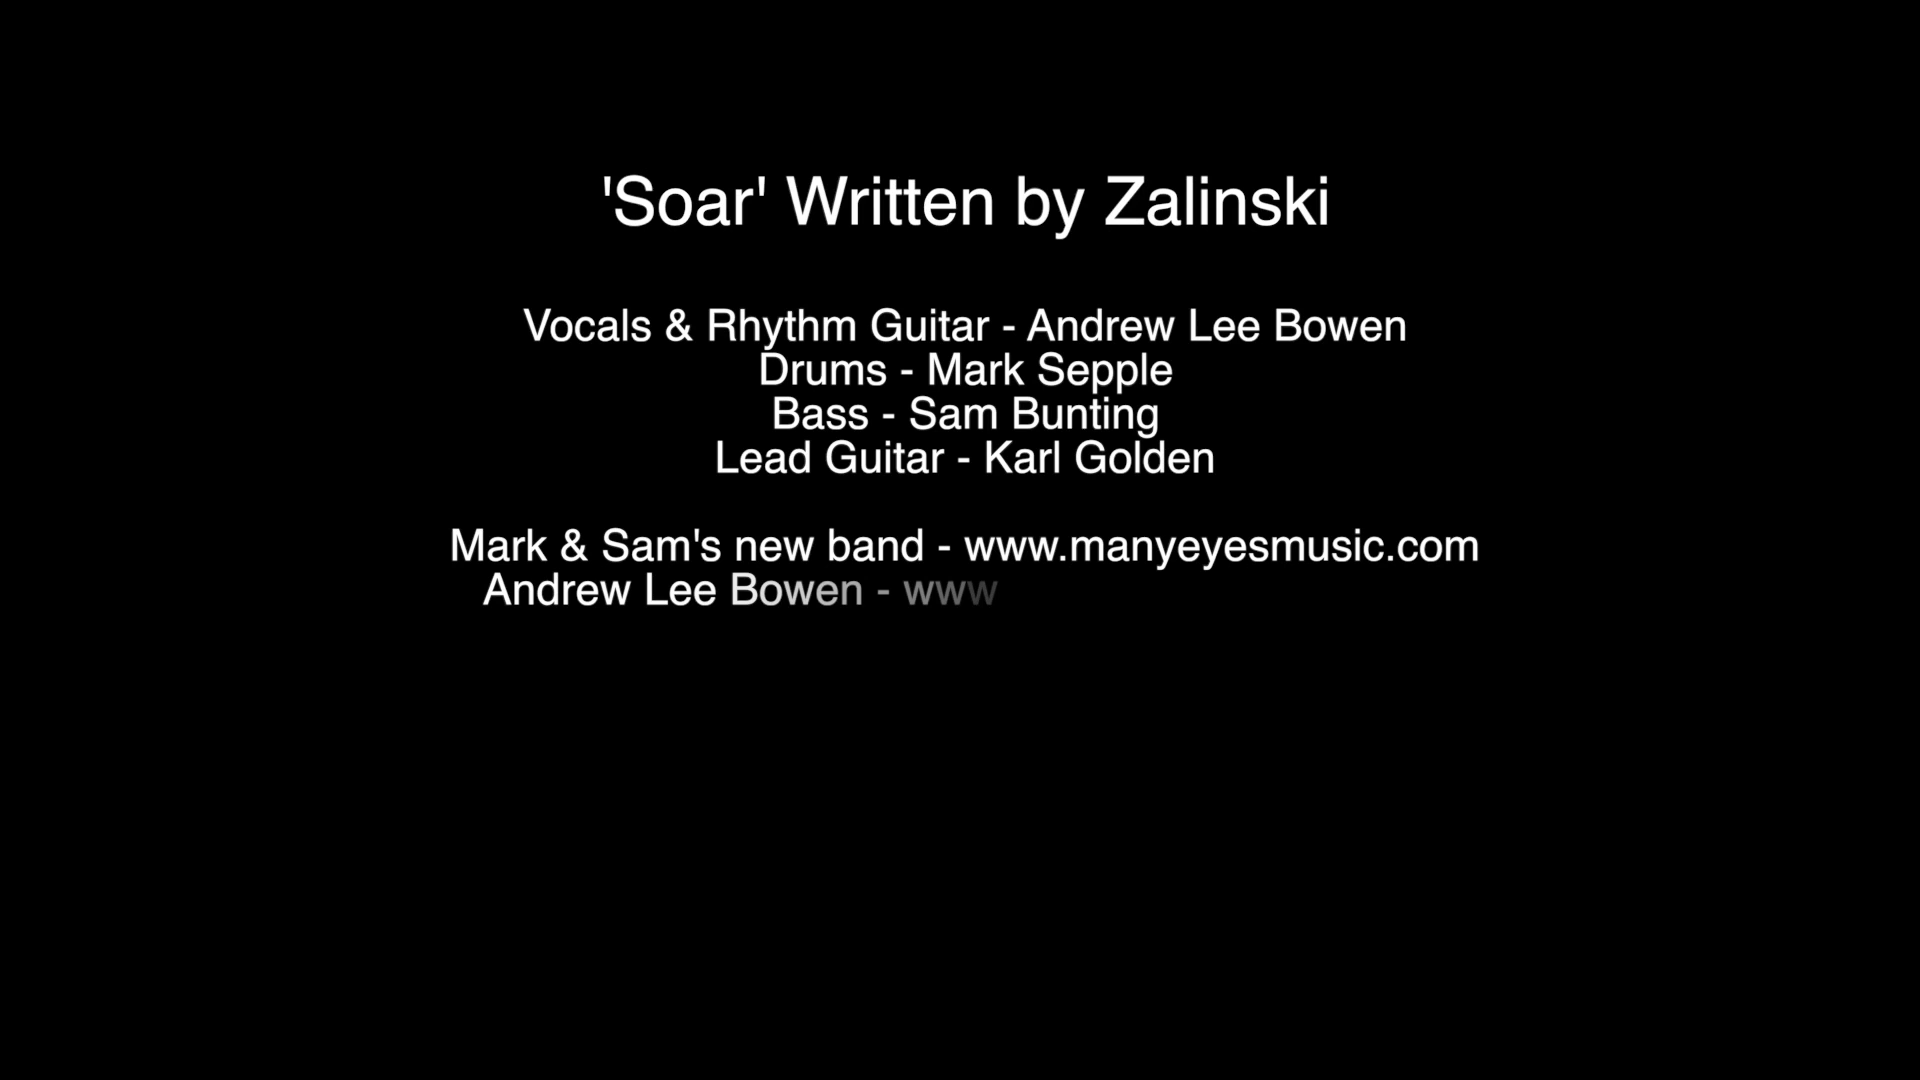 'Soar' Written by Zalinski
Vocals & Rhythm Guitar - Andrew Lee Bowen
Drums - Mark Sepple
Bass - Sam Bunting
Lead Guitar - Karl Golden
Mark & Sam's new band - www.manyeyesmusic.com
Andrew Lee Bowen - www